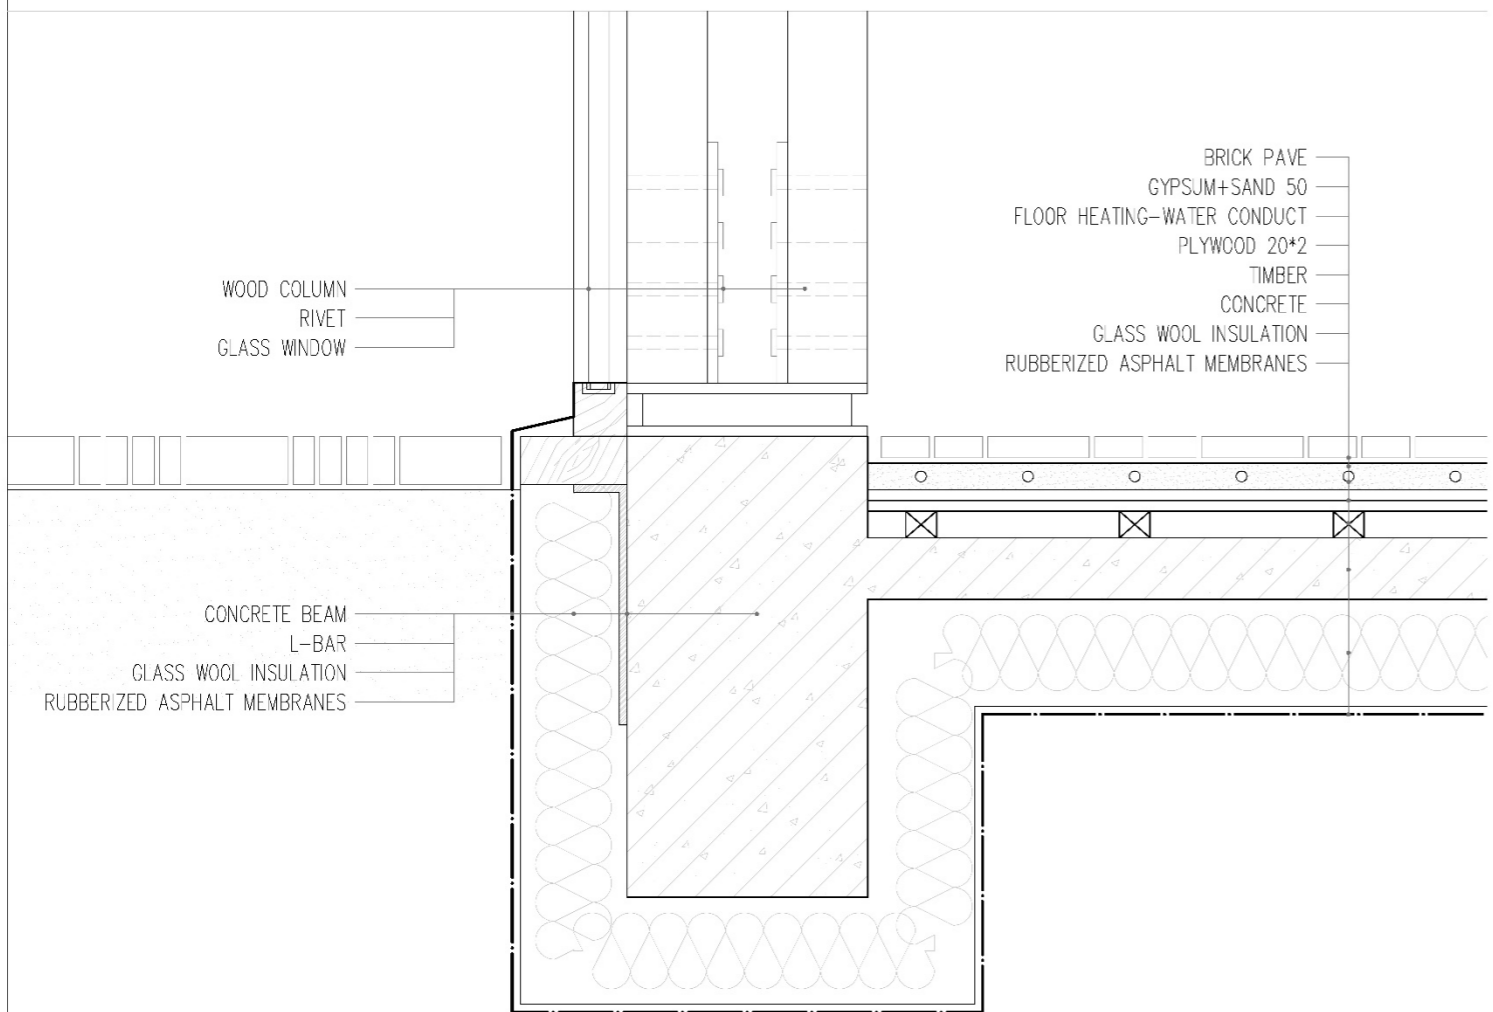 WOOD COLUMN
RIVET
GLASS WINDOW
BRICK PAVE
GYPSUM+SAND 50
FLOOR HEATING-WATER CONDUCT
PLYWOOD 20*2
TIMBER
CONCRETE
GLASS WOOL INSULATION
RUBBERIZED ASPHALT MEMBRANES
CONCRETE BEAM
L-BAR
GLASS WOOL INSULATION
RUBBERIZED ASPHALT MEMBRANES